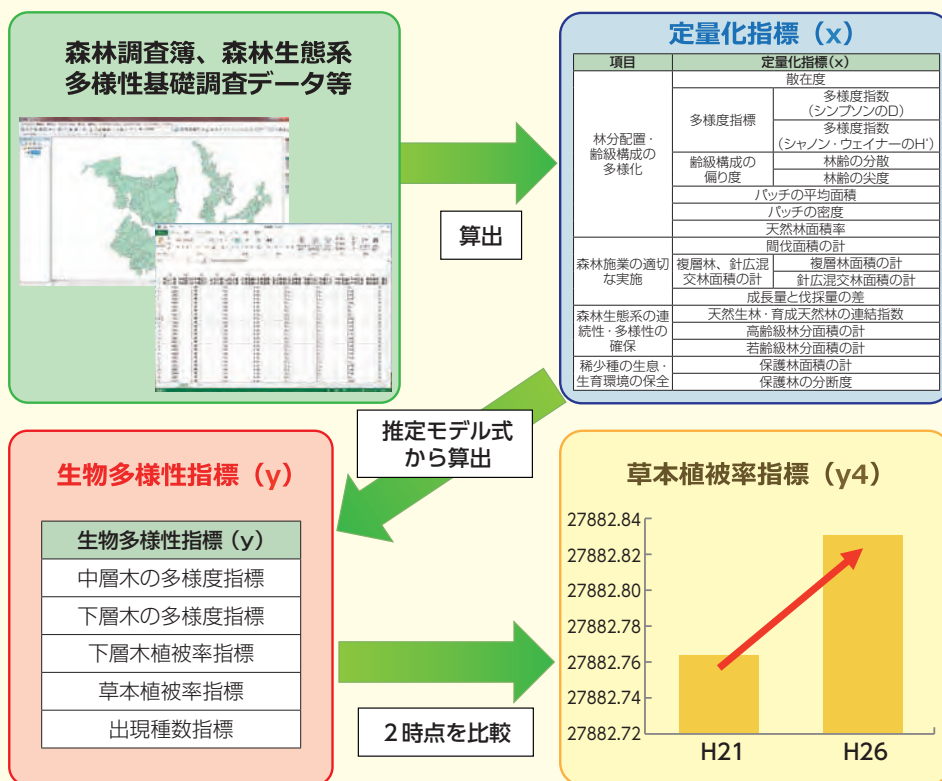 森林調査簿、森林生態系
多様性基礎調査データ等
算出
定量化指標（x）
項目
定量化指標(x)
林分配置・
齢級構成の
多様化
散在度
多様度指標
多様度指数
(シンプソンのD)
多様度指数
(シャノン・ウェイナーのH')
齢級構成の
偏り度
林齢の分散
林齢の尖度
パッチの平均面積
パッチの密度
天然林面積率
森林施業の適切
な実施
間伐面積の計
複層林、針広混
交林面積の計
複層林面積の計
針広混交林面積の計
成長量と伐採量の差
森林生態系の連
続性・多様性の
確保
天然生林・育成天然林の連結指数
高齢級林分面積の計
若齢級林分面積の計
稀少種の生息・
生育環境の保全
保護林面積の計
保護林の分断度
推定モデル式
から算出
生物多様性指標（y）
生物多様性指標（y）
中層木の多様度指標
下層木の多様度指標
下層木植被率指標
草本植被率指標
出現種数指標
２時点を比較
草本植被率指標（y4）
27882.84
27882.82
27882.80
27882.78
27882.76
27882.74
27882.72
H21
H26